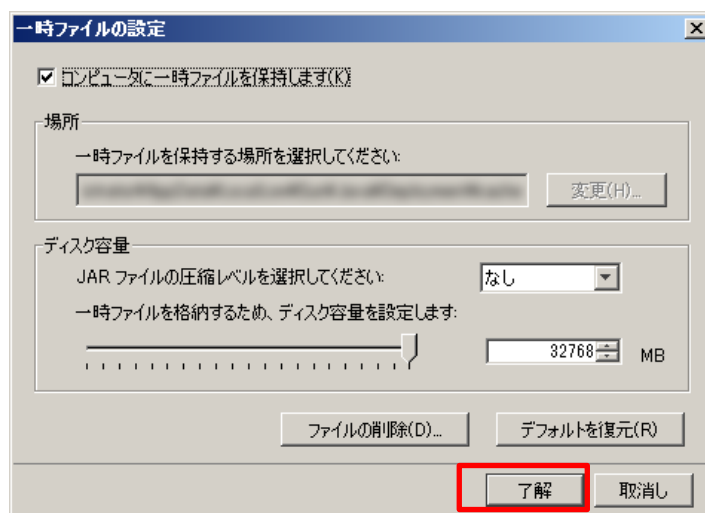 一時ファイルの設定
コンピュータに一時ファイルを保持します(K)
場所
一時ファイルを保持する場所を選択してください:
変更(H)...
ディスク容量
JAR ファイルの圧縮レベルを選択してください:
なし
一時ファイルを格納するため、ディスク容量を設定します:
32768
MB
ファイルの削除(D)...
デフォルトを復元(R)
了解
取消し